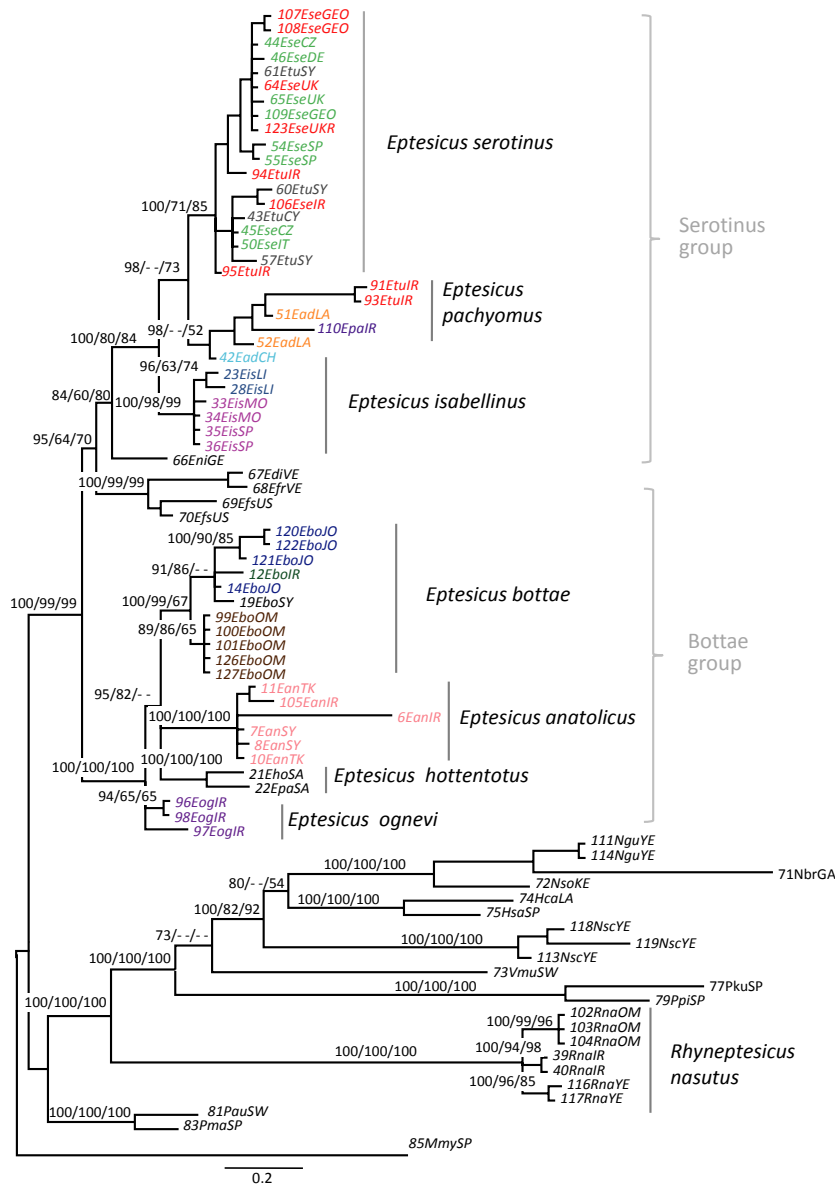 107EseGEO
108EseGEO
44EseCZ
46EseDE
61EtuSY
64EseUK
65EseUK
109EseGEO
123EseUKR
54EseSP
55EseSP
94EtuIR
60EtuSY
106EseIR
43EtuCY
45EseCZ
50EseIT
57EtuSY
95EtuIR
Eptesicus serotinus
100/71/85
98/- -/73
91EtuIR
93EtuIR
51EadLA
110EpaIR
52EadLA
42EadCH
Eptesicus
pachyomus
98/- -/52
100/80/84
96/63/74
23EisLI
28EisLI
33EisMO
34EisMO
35EisSP
36EisSP
Eptesicus isabellinus
100/98/99
84/60/80
95/64/70
66EniGE
Serotinus
group
67EdiVE
68EfrVE
69EfsUS
70EfsUS
100/99/99
120EboJO
122EboJO
121EboJO
12EboIR
14EboJO
19EboSY
99EboOM
100EboOM
101EboOM
126EboOM
127EboOM
Eptesicus bottae
100/90/85
91/86/- -
100/99/67
89/86/65
100/99/99
95/82/- -
11EanTK
105EanIR
6EanIR
7EanSY
8EanSY
10EanTK
Eptesicus anatolicus
100/100/100
100/100/100
21EhoSA
22EpaSA
Eptesicus hottentotus
100/100/100
94/65/65
96EogIR
98EogIR
97EogIR
Eptesicus ognevi
Bottae
group
111NguYE
114NguYE
71NbrGA
72NsoKE
74HcaLA
75HsaSP
118NscYE
119NscYE
113NscYE
73VmuSW
77PkuSP
79PpiSP
100/100/100
80/- -/54
100/100/100
100/82/92
100/100/100
73/- -/- -
100/100/100
100/100/100
100/100/100
102RnaOM
103RnaOM
104RnaOM
39RnaIR
40RnaIR
116RnaYE
117RnaYE
100/99/96
100/94/98
100/96/85
100/100/100
Rhyneptesicus
nasutus
100/100/100
81PauSW
83PmaSP
85MmySP
0.2